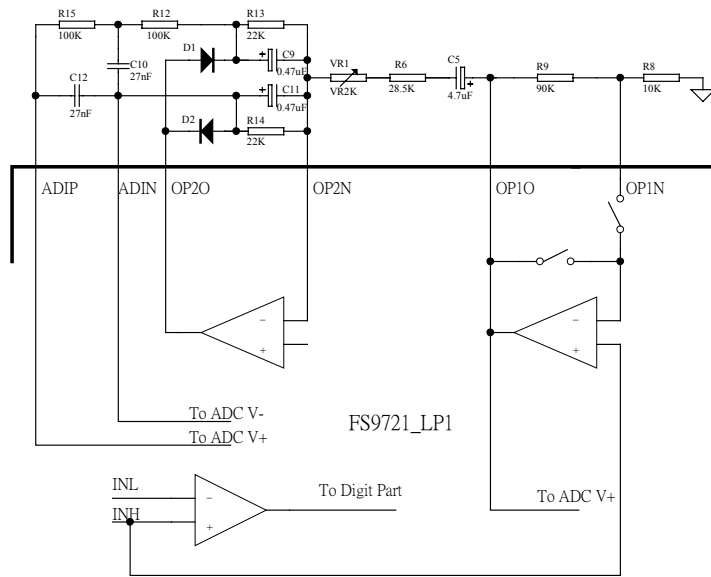 R15
100K
R12
100K
R13
22K
D1
C9
0.47uF
C10
27nF
C12
27nF
C11
0.47uF
D2
R14
22K
VR1
VR2K
R6
28.5K
C5
4.7uF
R9
90K
R8
10K
ADIP
ADIN
OP2O
OP2N
OP1O
OP1N
To ADC V-
To ADC V+
FS9721_LP1
INL
INH
To Digit Part
To ADC V+